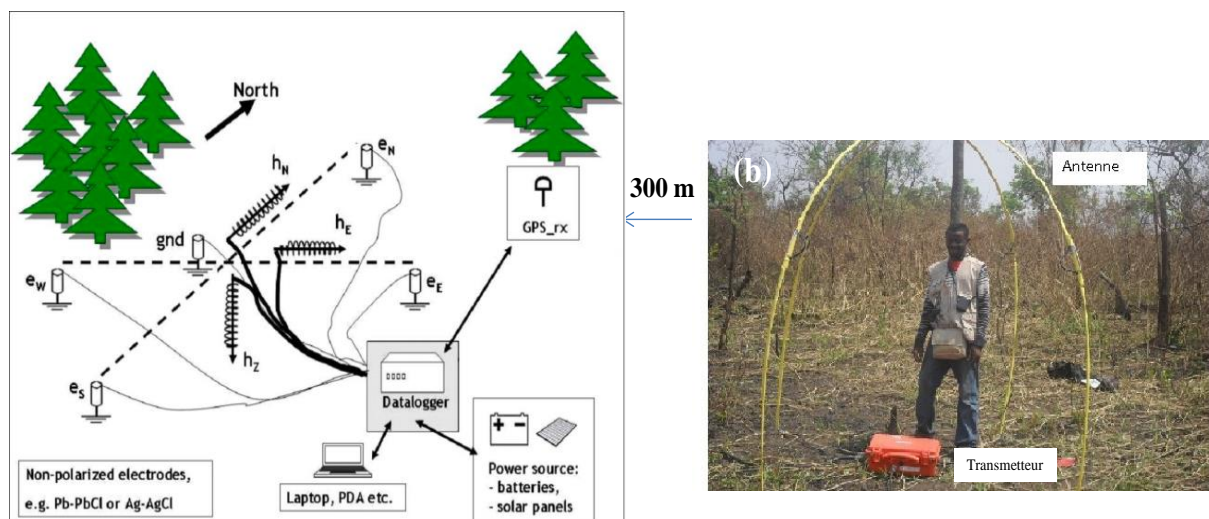 North
e_N
h_N
h_E
gnd
e_W
e_E
h_Z
e_S
GPS_rx
Datalogger
Non-polarized electrodes,
e.g. Pb-PbCl or Ag-AgCl
Laptop, PDA etc.
Power source:
- batteries,
- solar panels
300 m
(b)
Antenne
Transmetteur